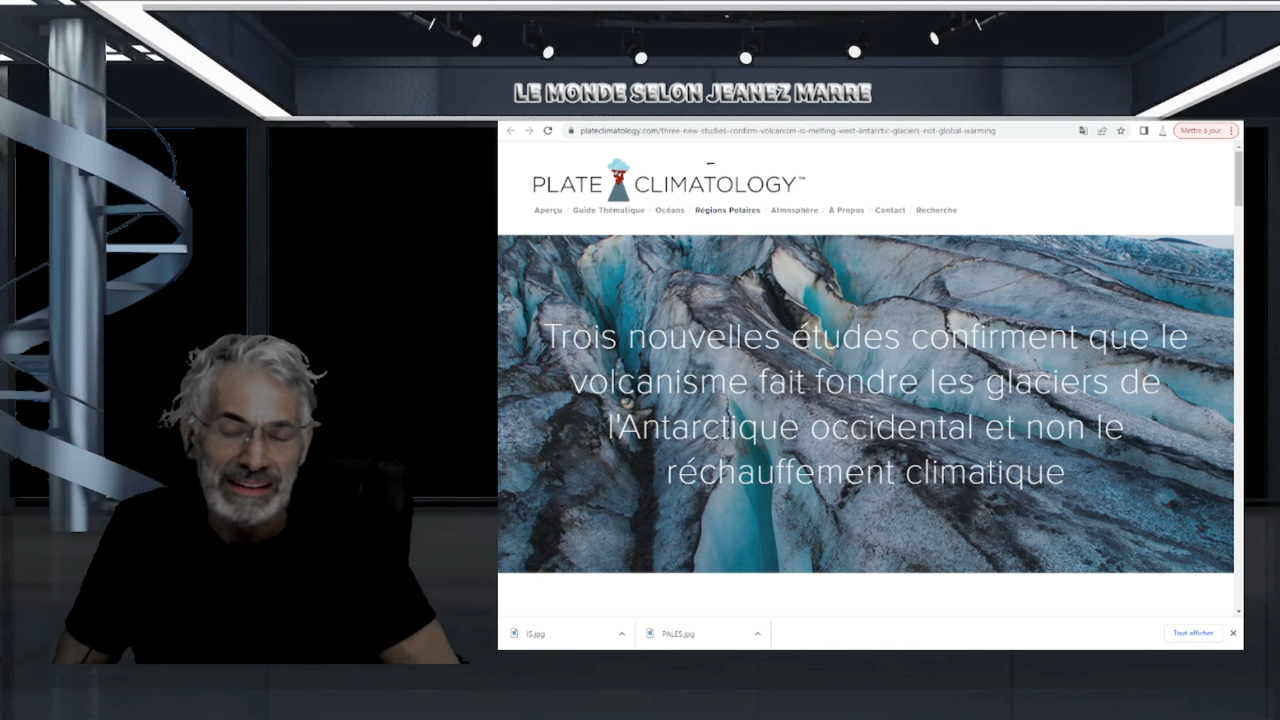 LE MONDE SELON JEANEZ MARRE
plateclimatology.com/three-new-studies-confirm-volcanism-is-melting-west-antarctic-glaciers-not-global-warming
Mettre à jour
PLATE CLIMATOLOGY™
Aperçu / Guide Thématique / Océans / Régions Polaires / Atmosphère / À Propos / Contact / Recherche
Trois nouvelles études confirment que le
volcanisme fait fondre les glaciers de
l'Antarctique occidental et non le
réchauffement climatique
IS.jpg
PALES.jpg
Tout afficher